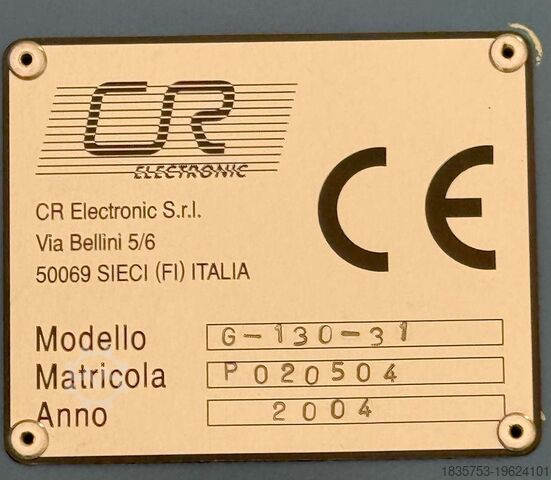 CR
ELECTRONIC
CR Electronic S.r.l.
Via Bellini 5/6
50069 SIECI (FI) ITALIA
CE
Modello G-130-31
Matricola P020504
Anno 2004
1835753-19624101